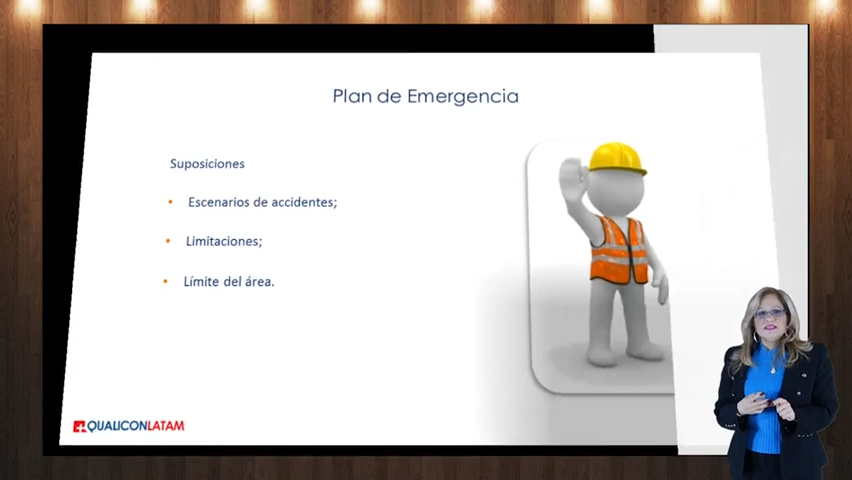 Plan de Emergencia
Suposiciones
• Escenarios de accidentes;
• Limitaciones;
• Límite del área.
QUALICONLATAM